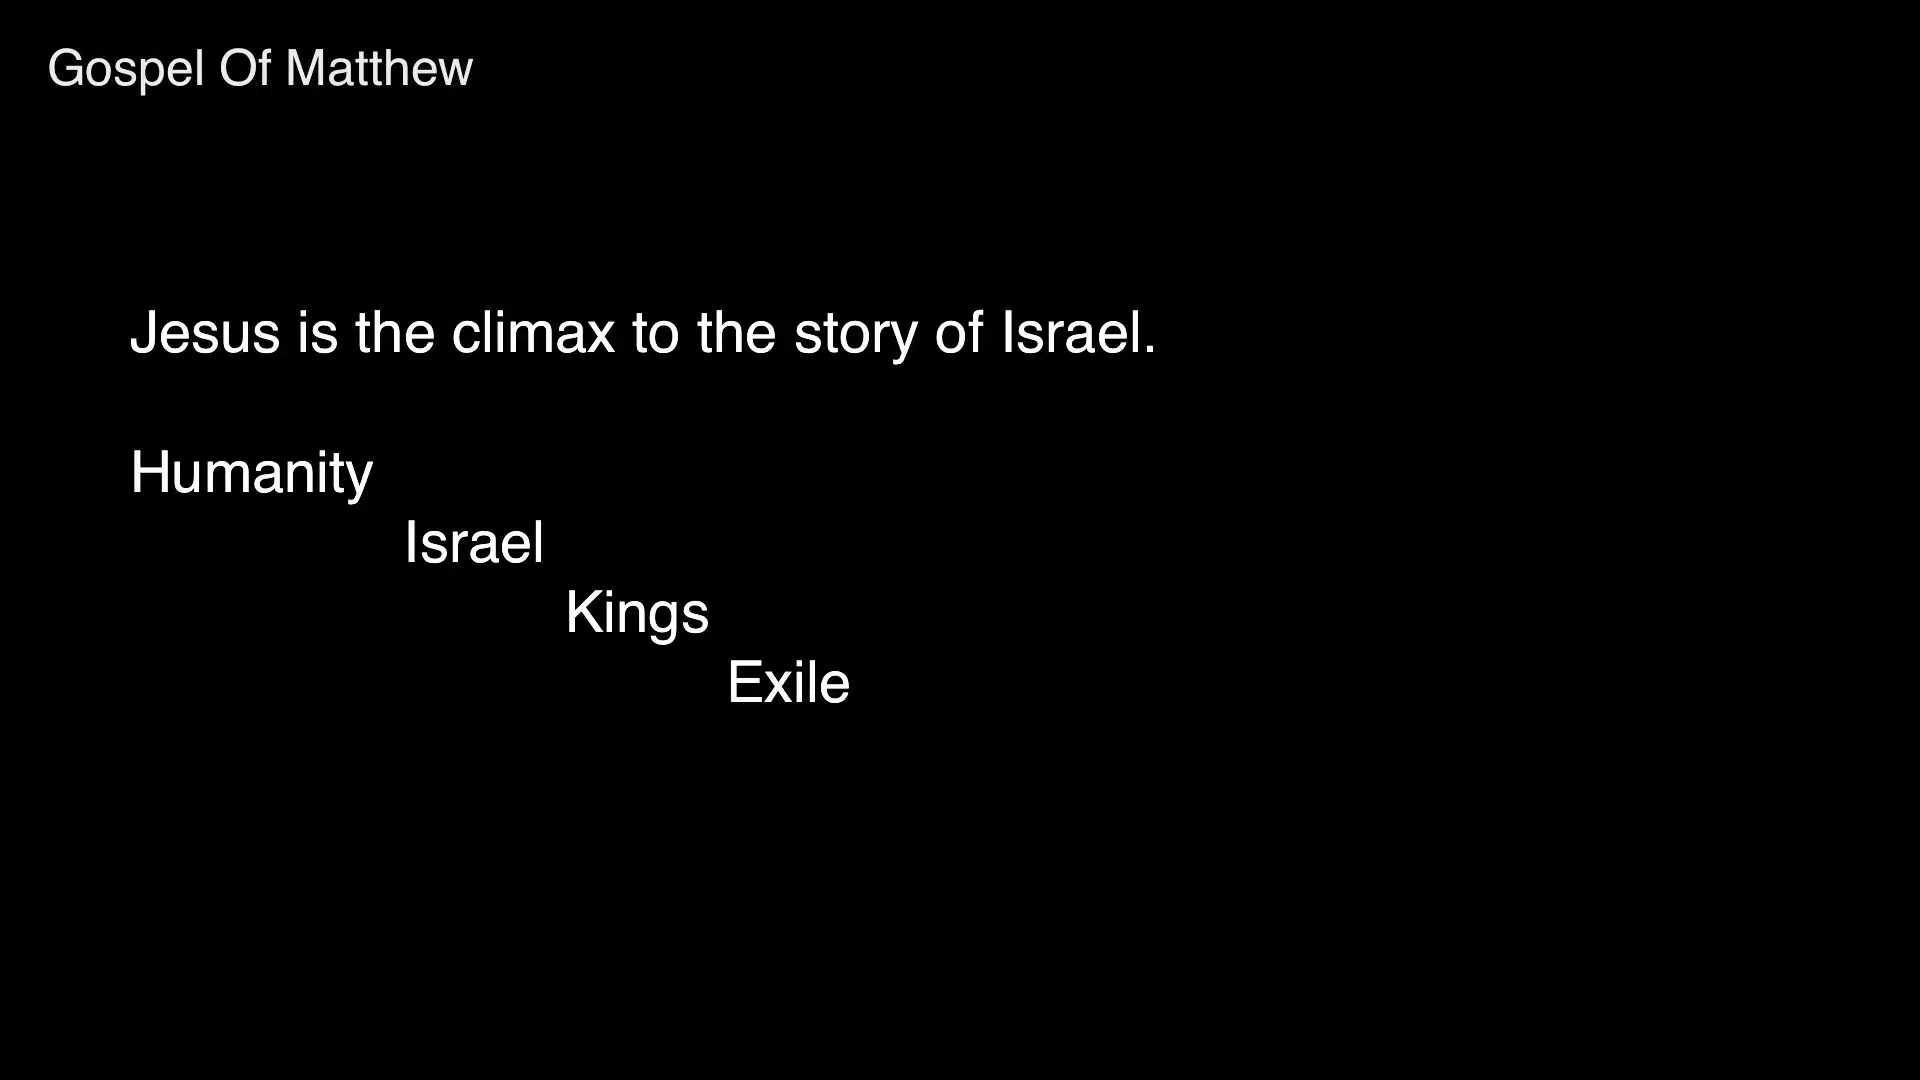 Gospel Of Matthew
Jesus is the climax to the story of Israel.
Humanity
Israel
Kings
Exile